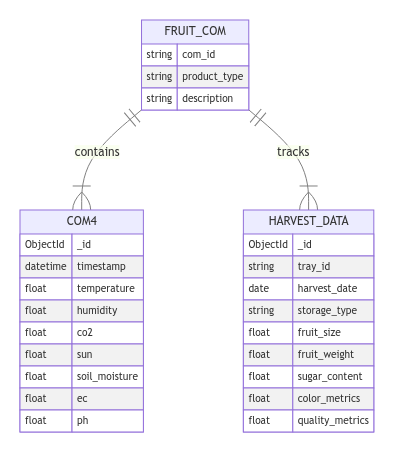 FRUIT_COM
string com_id
string product_type
string description
contains
tracks
COM4
ObjectId _id
datetime timestamp
float temperature
float humidity
float co2
float sun
float soil_moisture
float ec
float ph
HARVEST_DATA
ObjectId _id
string tray_id
date harvest_date
string storage_type
float fruit_size
float fruit_weight
float sugar_content
float color_metrics
float quality_metrics